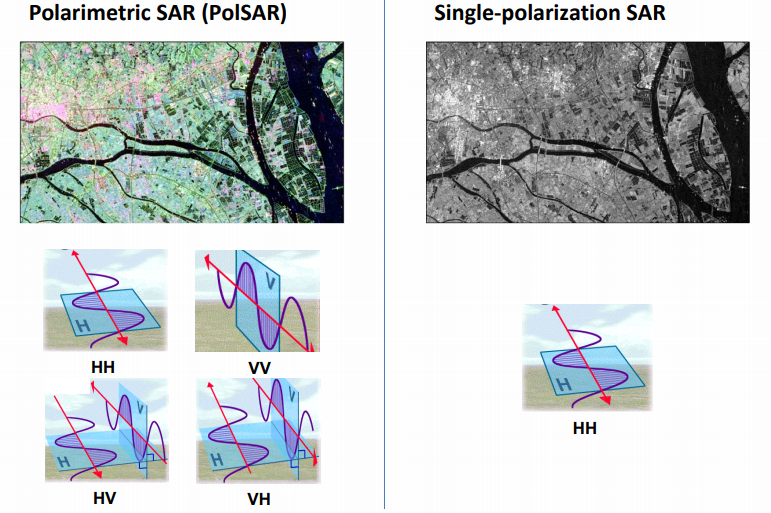 Polarimetric SAR (PolSAR)
Single-polarization SAR
H
V
HH
VV
H
V
H
V
HV
VH
H
HH